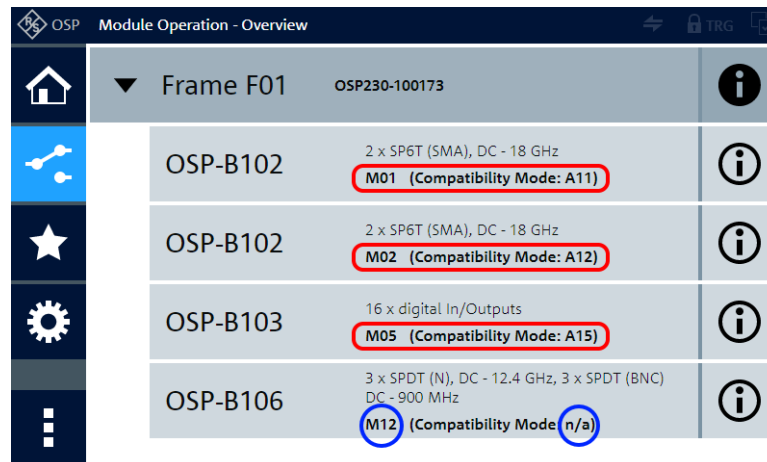 R&S OSP Module Operation - Overview TRG
Frame F01 OSP230-100173
OSP-B102
2 x SP6T (SMA), DC - 18 GHz
M01 (Compatibility Mode: A11)
OSP-B102
2 x SP6T (SMA), DC - 18 GHz
M02 (Compatibility Mode: A12)
OSP-B103
16 x digital In/Outputs
M05 (Compatibility Mode: A15)
OSP-B106
3 x SPDT (N), DC - 12.4 GHz, 3 x SPDT (BNC)
DC - 900 MHz
M12 (Compatibility Mode: n/a)